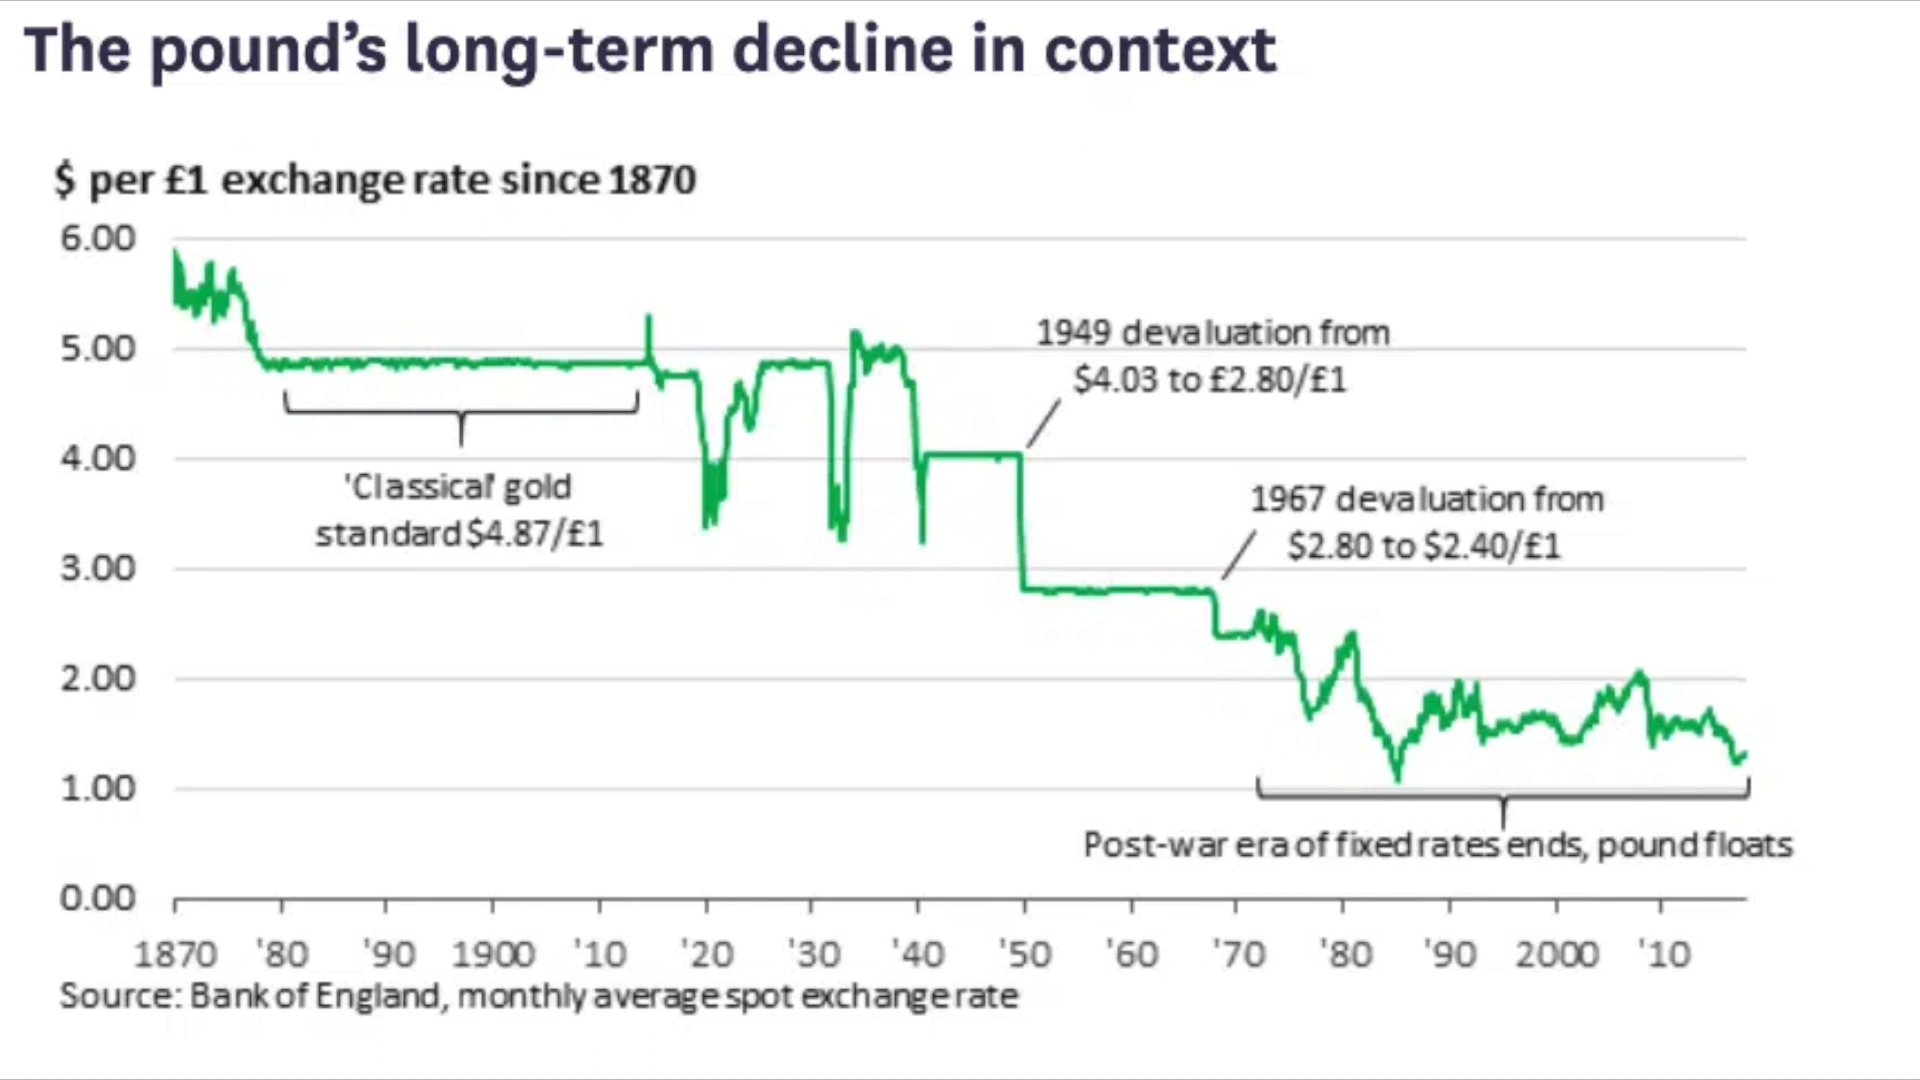 The pound’s long-term decline in context
$ per £1 exchange rate since 1870
6.00
5.00
4.00
3.00
2.00
1.00
0.00
1949 devaluation from
$4.03 to £2.80/£1
'Classical' gold
standard $4.87/£1
1967 devaluation from
$2.80 to $2.40/£1
Post-war era of fixed rates ends, pound floats
1870 '80 '90 1900 '10 '20 '30 '40 '50 '60 '70 '80 '90 2000 '10
Source: Bank of England, monthly average spot exchange rate